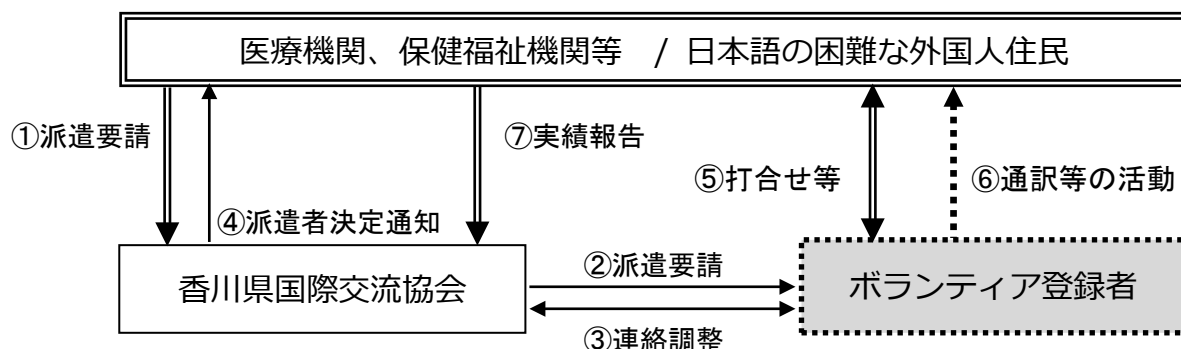 医療機関、保健福祉機関等 / 日本語の困難な外国人住民
①派遣要請
⑦実績報告
⑤打合せ等
⑥通訳等の活動
④派遣者決定通知
香川県国際交流協会
②派遣要請
ボランティア登録者
③連絡調整